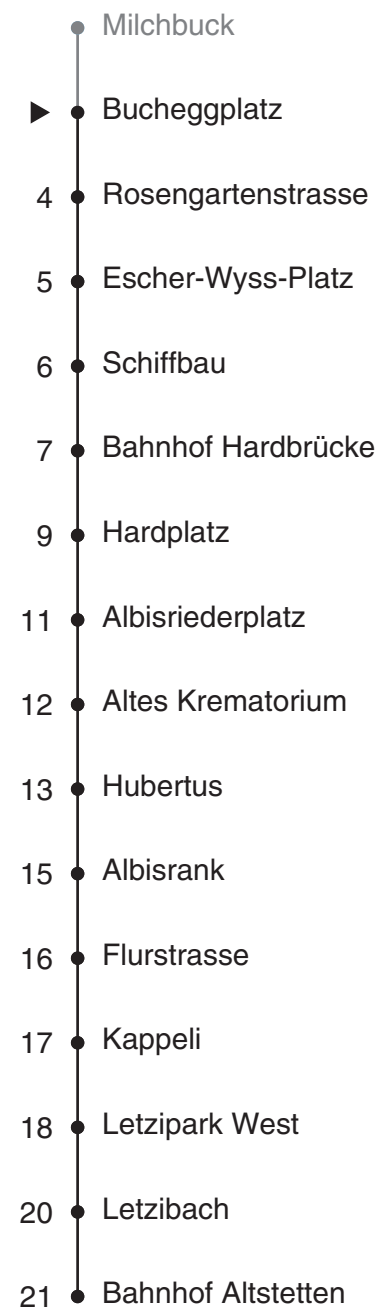 Milchbuck
▶ Bucheggplatz
4 Rosengartenstrasse
5 Escher-Wyss-Platz
6 Schiffbau
7 Bahnhof Hardbrücke
9 Hardplatz
11 Albisriederplatz
12 Altes Krematorium
13 Hubertus
15 Albisrank
16 Flurstrasse
17 Kappeli
18 Letzipark West
20 Letzibach
21 Bahnhof Altstetten